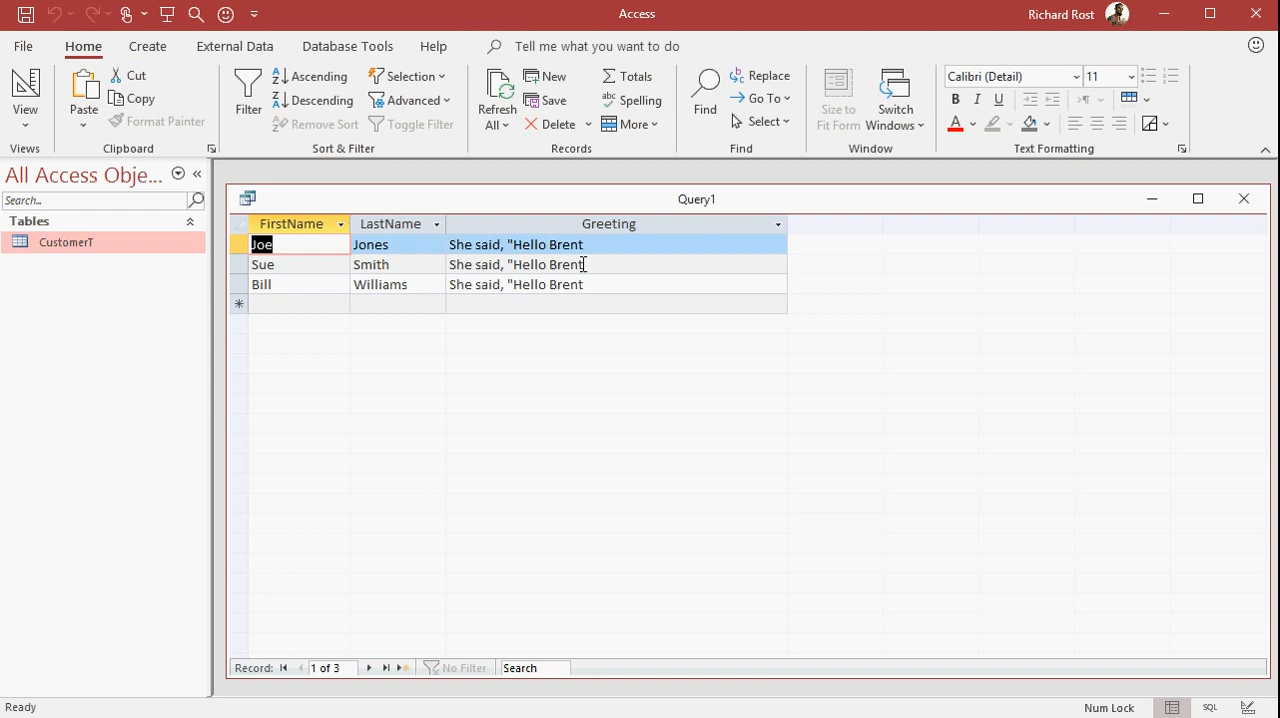 Access
Richard Rost
File Home Create External Data Database Tools Help Tell me what you want to do
View
Views
Paste
Cut
Copy
Format Painter
Clipboard
Filter
Ascending
Descending
Remove Sort
Selection
Advanced
Toggle Filter
Sort & Filter
Refresh
All
New
Save
Delete
Totals
Spelling
More
Records
Find
Replace
Go To
Select
Find
Size to
Fit Form
Switch
Windows
Window
Calibri (Detail) 11
B I U
A
Text Formatting
All Access Obje...
Search...
Tables
CustomerT
Query1
FirstName LastName Greeting
Joe Jones She said, "Hello Brent
Sue Smith She said, "Hello Brent
Bill Williams She said, "Hello Brent
Record: 1 of 3 No Filter Search
Ready
Num Lock SQL